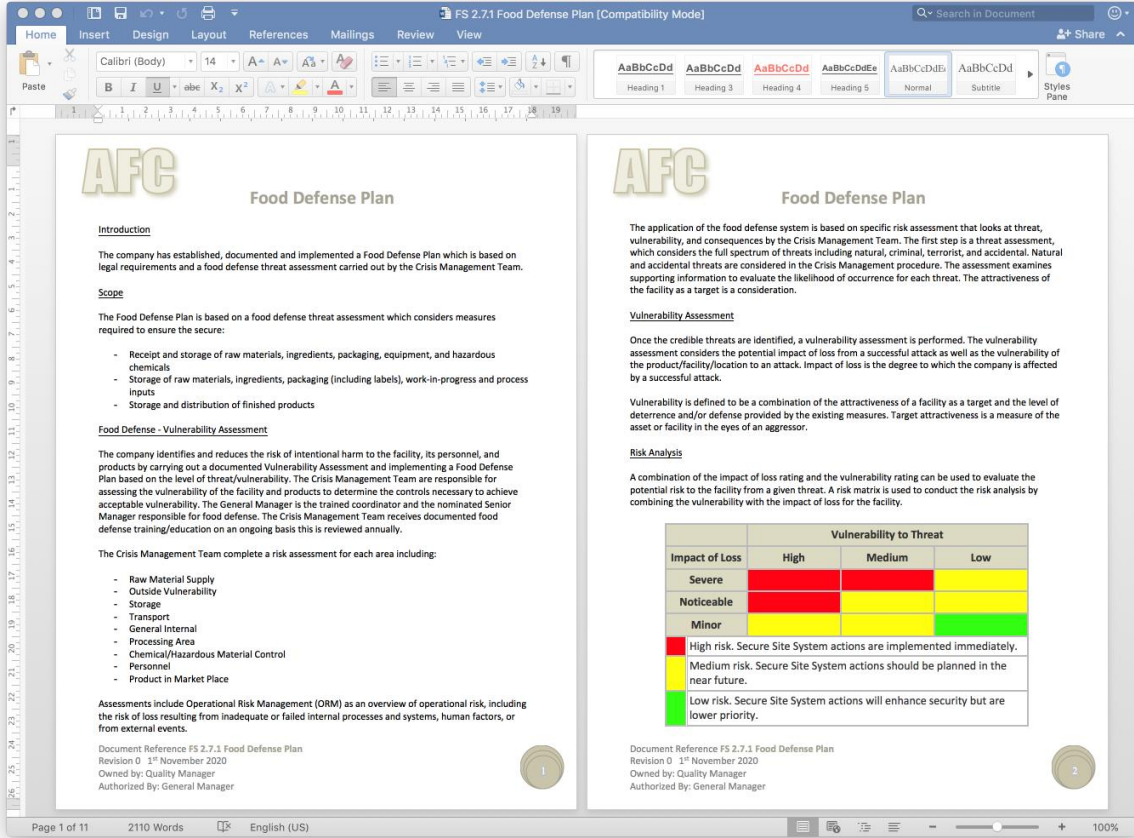 FS 2.7.1 Food Defense Plan [Compatibility Mode]
Search in Document
Home Insert Design Layout References Mailings Review View
Share
Paste
Calibri (Body) 14
B I U abc X2 X2
AaBbCcDd AaBbCcDd AaBbCcDd AaBbCcDdEe AaBbCcDdE AaBbCcDd
Heading 1 Heading 3 Heading 4 Heading 5 Normal Subtitle
Styles
Pane
AFC
Food Defense Plan
Introduction
The company has established, documented and implemented a Food Defense Plan which is based on
legal requirements and a food defense threat assessment carried out by the Crisis Management Team.
Scope
The Food Defense Plan is based on a food defense threat assessment which considers measures
required to ensure the secure:
- Receipt and storage of raw materials, ingredients, packaging, equipment, and hazardous
chemicals
- Storage of raw materials, ingredients, packaging (including labels), work-in-progress and process
inputs
- Storage and distribution of finished products
Food Defense - Vulnerability Assessment
The company identifies and reduces the risk of intentional harm to the facility, its personnel, and
products by carrying out a documented Vulnerability Assessment and implementing a Food Defense
Plan based on the level of threat/vulnerability. The Crisis Management Team are responsible for
assessing the vulnerability of the facility and products to determine the controls necessary to achieve
acceptable vulnerability. The General Manager is the trained coordinator and the nominated Senior
Manager responsible for food defense. The Crisis Management Team receives documented food
defense training/education on an ongoing basis this is reviewed annually.
The Crisis Management Team complete a risk assessment for each area including:
- Raw Material Supply
- Outside Vulnerability
- Storage
- Transport
- General Internal
- Processing Area
- Chemical/Hazardous Material Control
- Personnel
- Product in Market Place
Assessments include Operational Risk Management (ORM) as an overview of operational risk, including
the risk of loss resulting from inadequate or failed internal processes and systems, human factors, or
from external events.
Document Reference FS 2.7.1 Food Defense Plan
Revision 0 1st November 2020
Owned by: Quality Manager
Authorized By: General Manager
1
AFC
Food Defense Plan
The application of the food defense system is based on specific risk assessment that looks at threat,
vulnerability, and consequences by the Crisis Management Team. The first step is a threat assessment,
which considers the full spectrum of threats including natural, criminal, terrorist, and accidental. Natural
and accidental threats are considered in the Crisis Management procedure. The assessment examines
supporting information to evaluate the likelihood of occurrence for each threat. The attractiveness of
the facility as a target is a consideration.
Vulnerability Assessment
Once the credible threats are identified, a vulnerability assessment is performed. The vulnerability
assessment considers the potential impact of loss from a successful attack as well as the vulnerability of
the product/facility/location to an attack. Impact of loss is the degree to which the company is affected
by a successful attack.
Vulnerability is defined to be a combination of the attractiveness of a facility as a target and the level of
deterrence and/or defense provided by the existing measures. Target attractiveness is a measure of the
asset or facility in the eyes of an aggressor.
Risk Analysis
A combination of the impact of loss rating and the vulnerability rating can be used to evaluate the
potential risk to the facility from a given threat. A risk matrix is used to conduct the risk analysis by
combining the vulnerability with the impact of loss for the facility.
Vulnerability to Threat
Impact of Loss High Medium Low
Severe
Noticeable
Minor
High risk. Secure Site System actions are implemented immediately.
Medium risk. Secure Site System actions should be planned in the
near future.
Low risk. Secure Site System actions will enhance security but are
lower priority.
Document Reference FS 2.7.1 Food Defense Plan
Revision 0 1st November 2020
Owned by: Quality Manager
Authorized By: General Manager
2
Page 1 of 11 2110 Words English (US) 100%